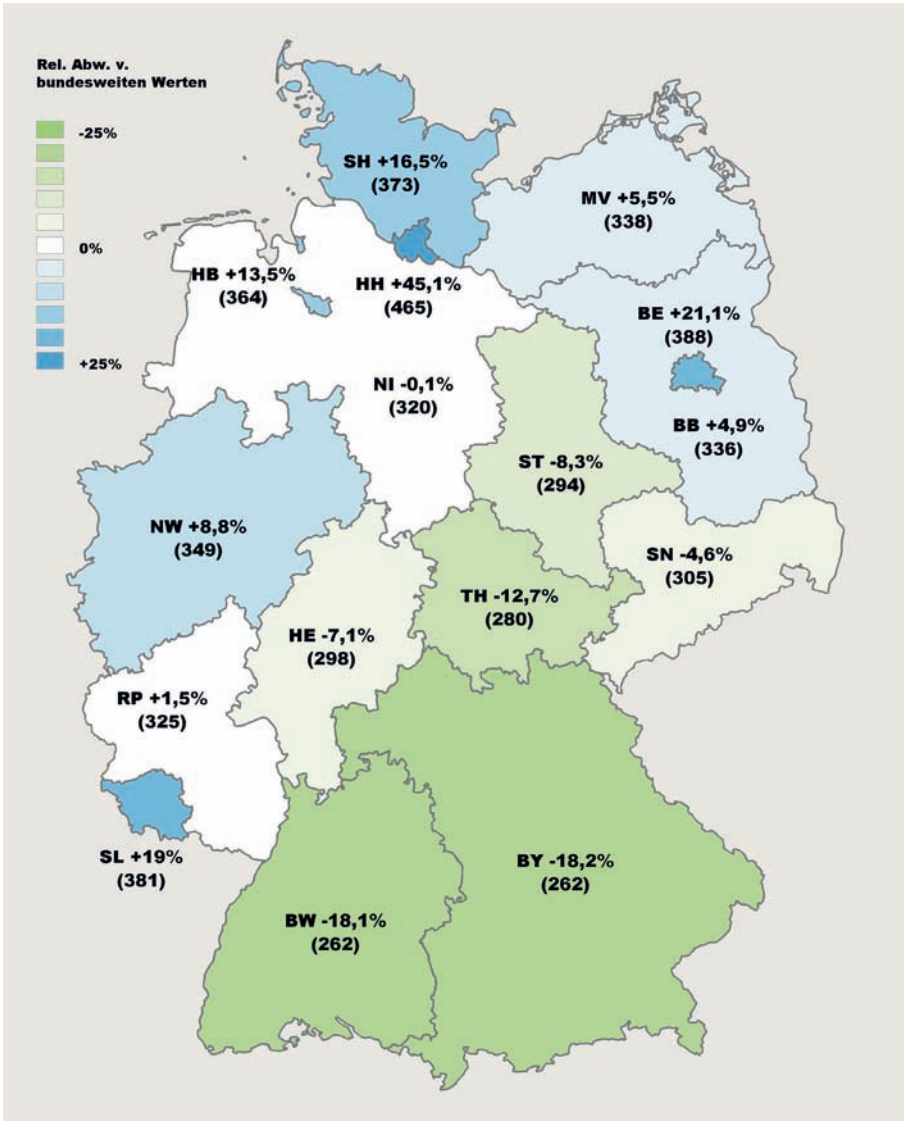 Rel. Abw. v.
bundesweiten Werten
-25%
0%
+25%
SH +16,5%
(373)
MV +5,5%
(338)
HB +13,5%
(364)
HH +45,1%
(465)
BE +21,1%
(388)
NI -0,1%
(320)
BB +4,9%
(336)
ST -8,3%
(294)
NW +8,8%
(349)
SN -4,6%
(305)
TH -12,7%
(280)
HE -7,1%
(298)
RP +1,5%
(325)
SL +19%
(381)
BY -18,2%
(262)
BW -18,1%
(262)